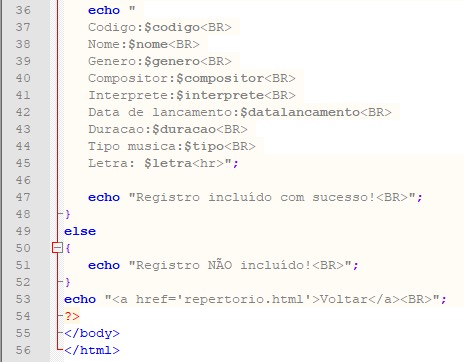 36 echo "
37 Codigo:$codigo<BR>
38 Nome:$nome<BR>
39 Genero:$genero<BR>
40 Compositor:$compositor<BR>
41 Interprete:$interprete<BR>
42 Data de lancamento:$datalancamento<BR>
43 Duracao:$duracao<BR>
44 Tipo musica:$tipo<BR>
45 Letra: $letra<hr>";
46
47 echo "Registro incluído com sucesso!<BR>";
48 }
49 else
50 {
51 echo "Registro NÃO incluído!<BR>";
52 }
53 echo "<a href='repertorio.html'>Voltar</a><BR>";
54 ?>
55 </body>
56 </html>